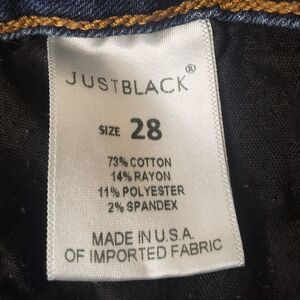 JUSTBLACK®
SIZE 28
73% COTTON
14% RAYON
11% POLYESTER
2% SPANDEX
MADE IN U.S.A.
OF IMPORTED FABRIC